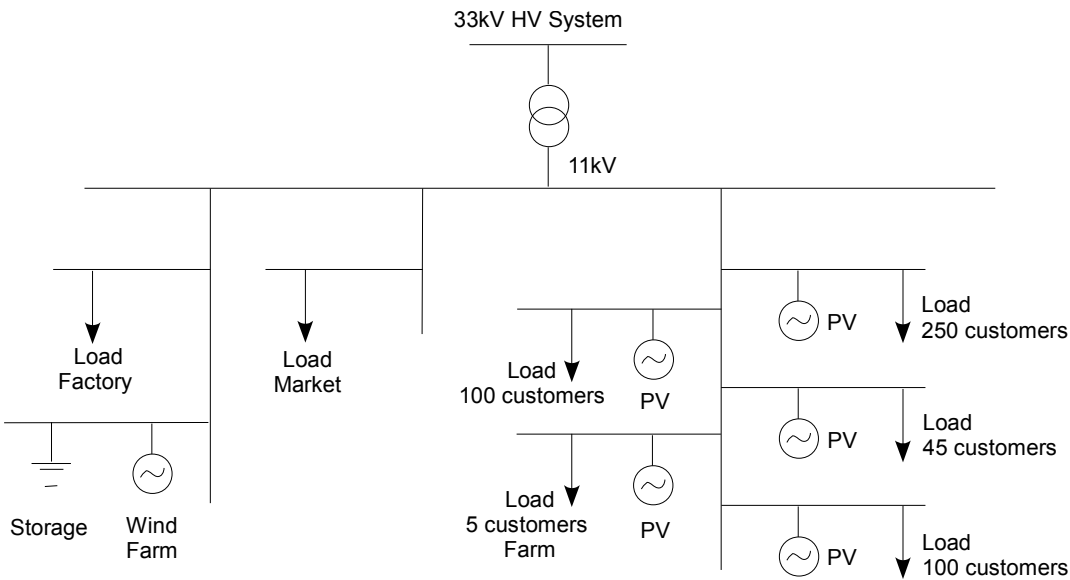 33kV HV System
11kV
Load
Factory
Load
Market
Load
100 customers
PV
PV
Load
250 customers
PV
Load
45 customers
Storage
Wind
Farm
Load
5 customers
Farm
PV
PV
Load
100 customers